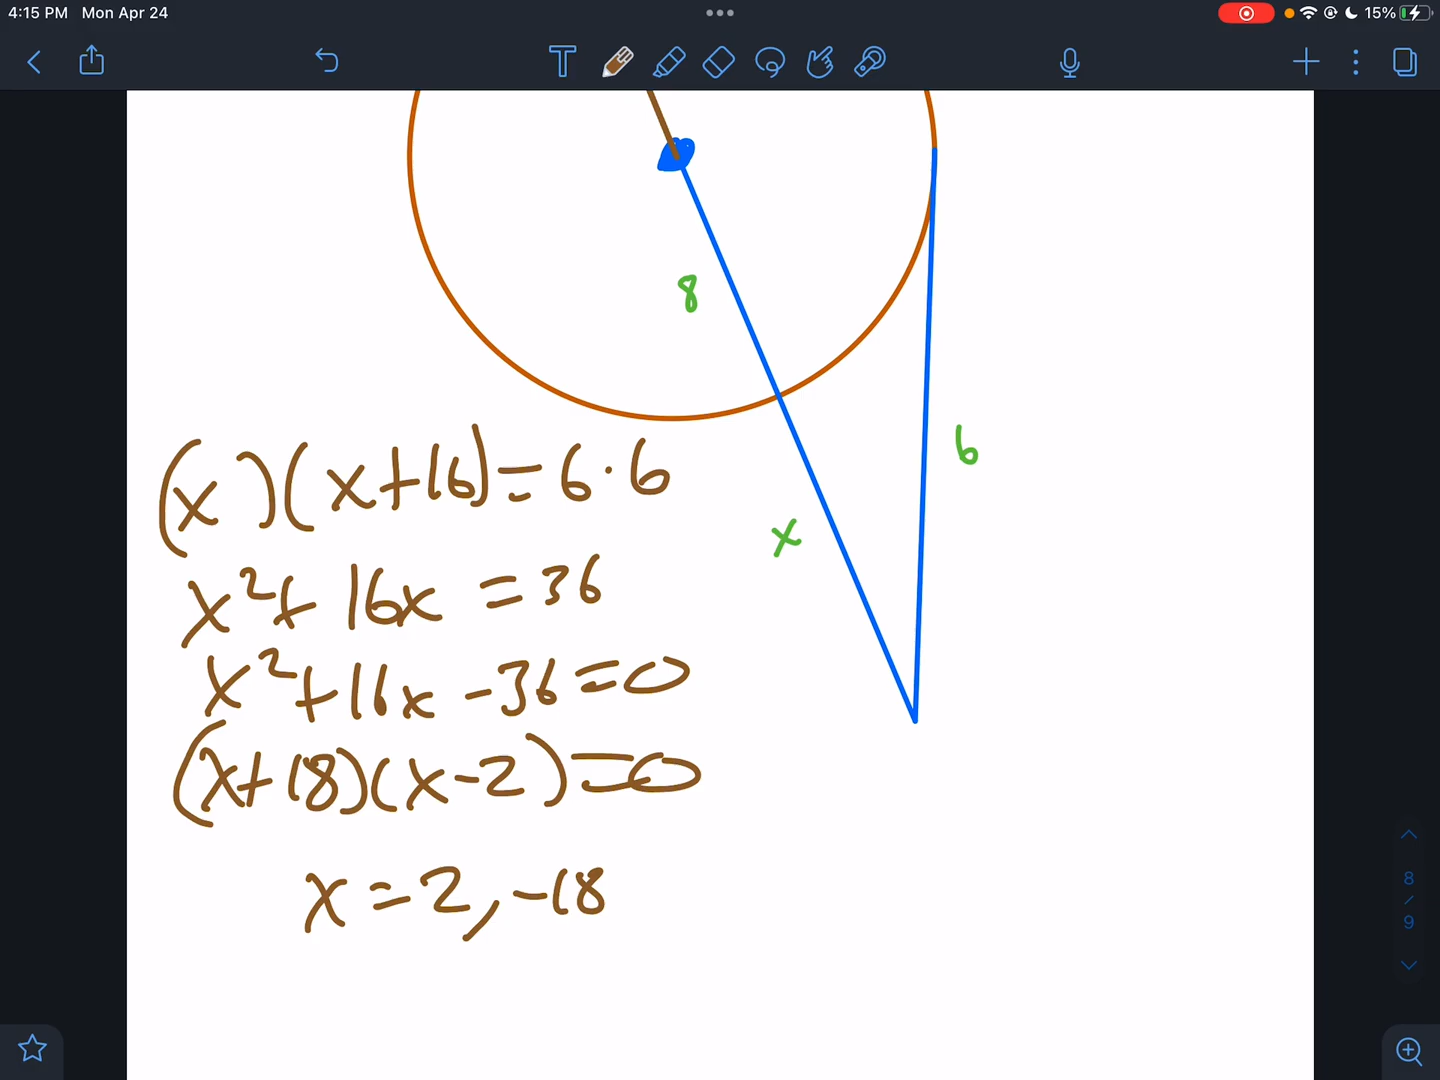 4:15 PM Mon Apr 24
15%
T
8
6
x
(x)(x+16)=6·6
x²+ 16x = 36
x²+16x -36=0
(x+18)(x-2)=0
x=2,-18
8
/
9